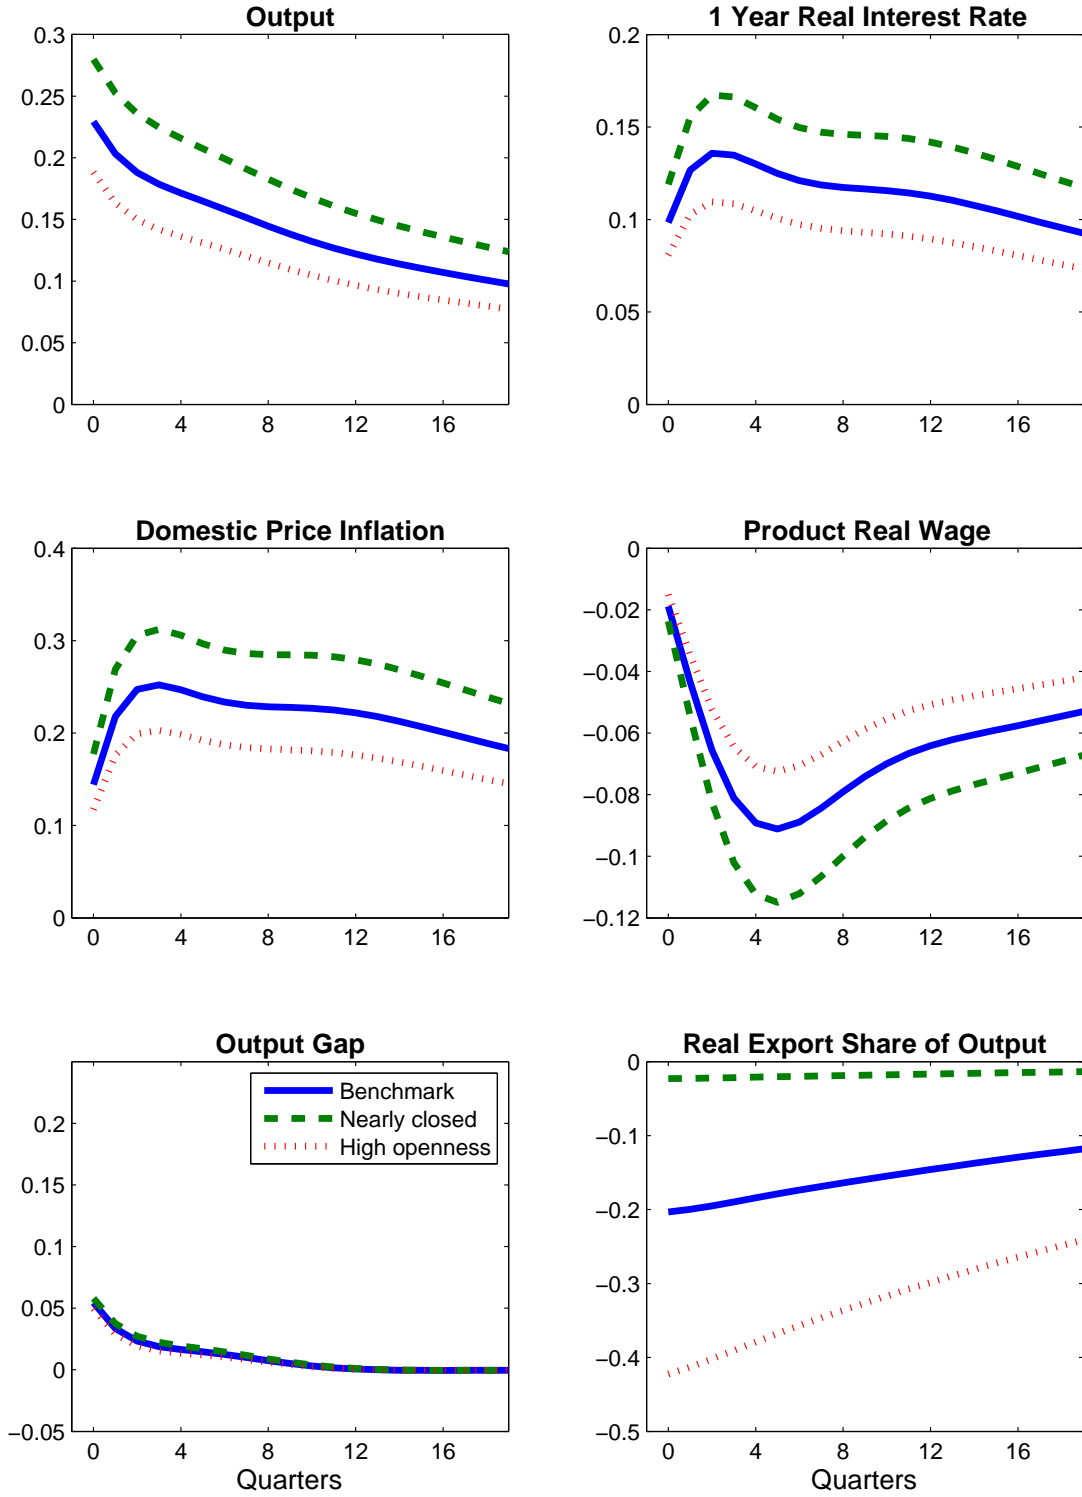 Output
0.3
0.25
0.2
0.15
0.1
0.05
0
0 4 8 12 16
1 Year Real Interest Rate
0.2
0.15
0.1
0.05
0
0 4 8 12 16
Domestic Price Inflation
0.4
0.3
0.2
0.1
0
0 4 8 12 16
Product Real Wage
0
−0.02
−0.04
−0.06
−0.08
−0.1
−0.12
0 4 8 12 16
Output Gap
0.2
0.15
0.1
0.05
0
−0.05
Benchmark
Nearly closed
High openness
0 4 8 12 16
Quarters
Real Export Share of Output
0
−0.1
−0.2
−0.3
−0.4
−0.5
0 4 8 12 16
Quarters